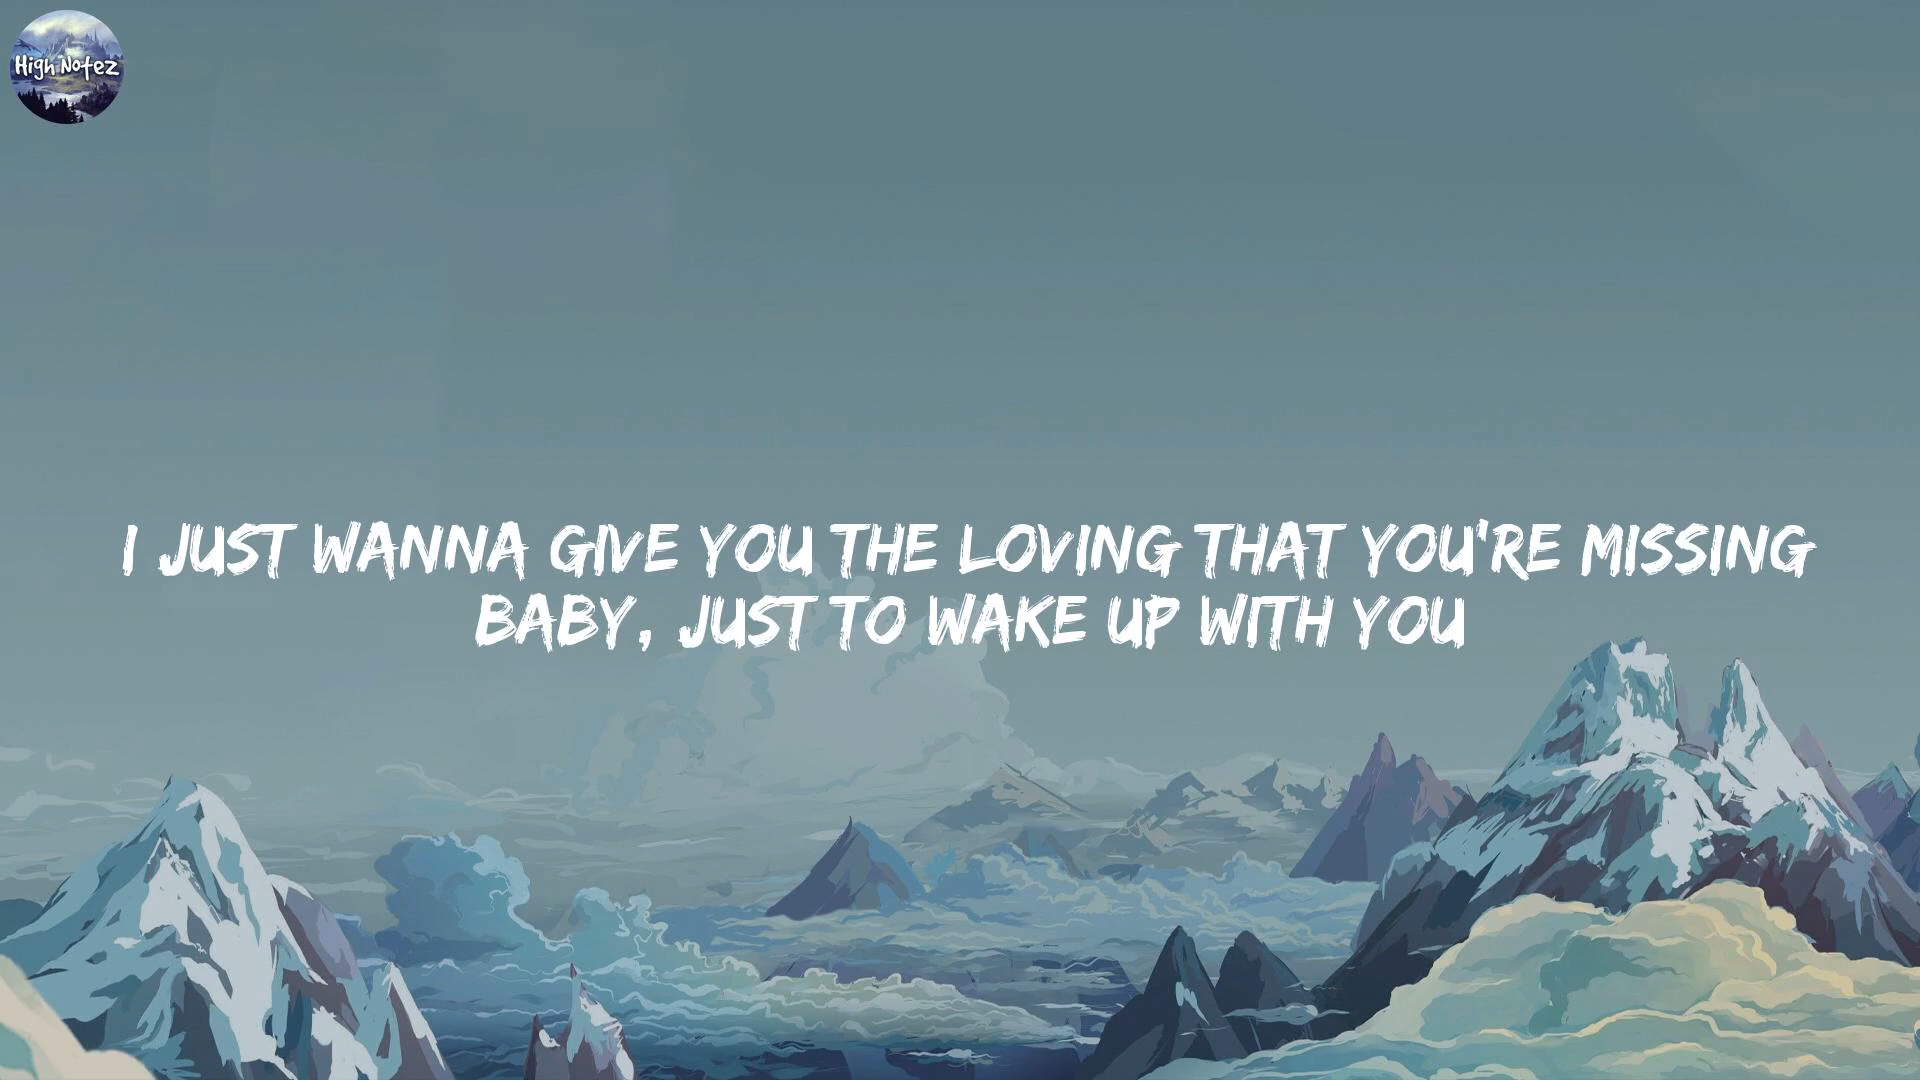 High Notez
I JUST WANNA GIVE YOU THE LOVING THAT YOU'RE MISSING
BABY, JUST TO WAKE UP WITH YOU